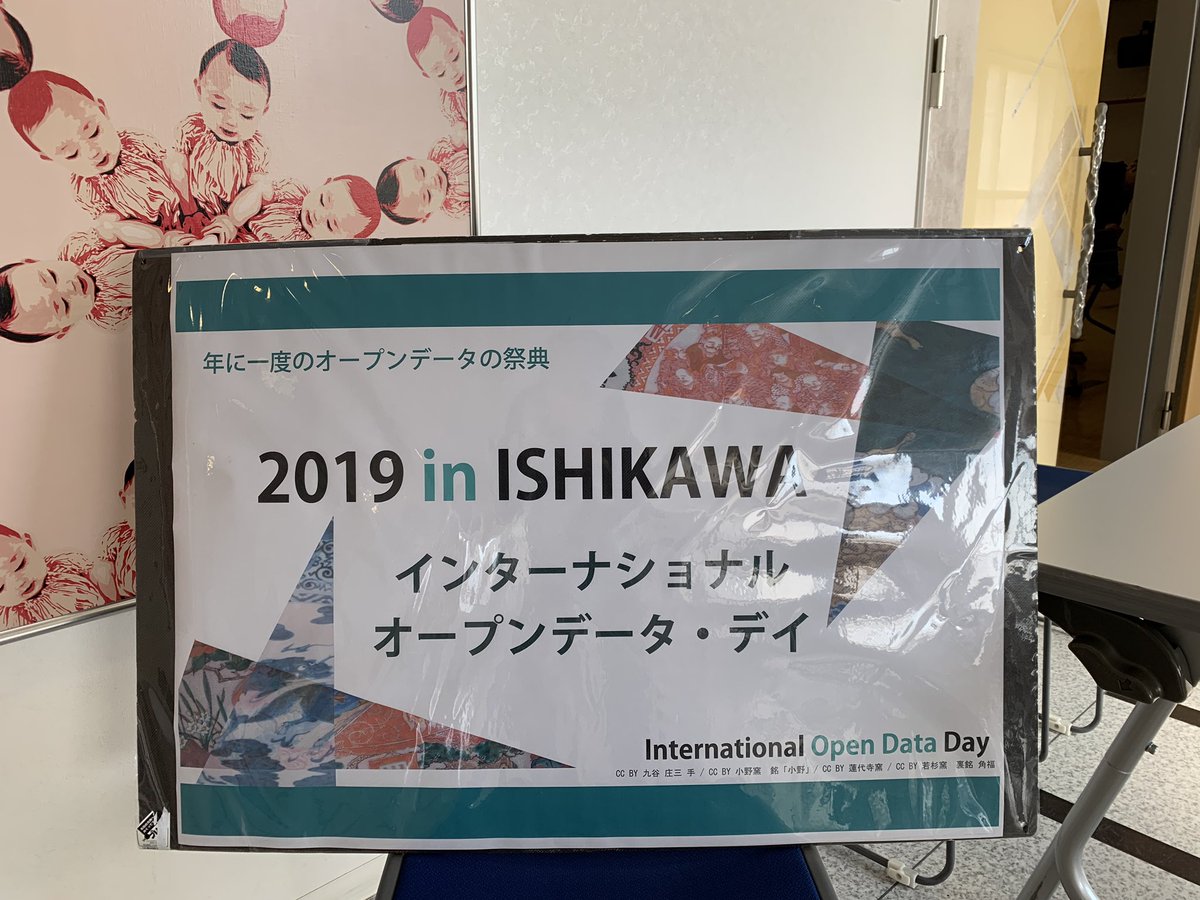 年に一度のオープンデータの祭典
2019 in ISHIKAWA
インターナショナル
オープンデータ・デイ
International Open Data Day
CC BY 九谷 庄三 手 / CC BY 小野窯 銘「小野」/ CC BY 蓮代寺窯 / CC BY 若杉窯 裏銘 角福